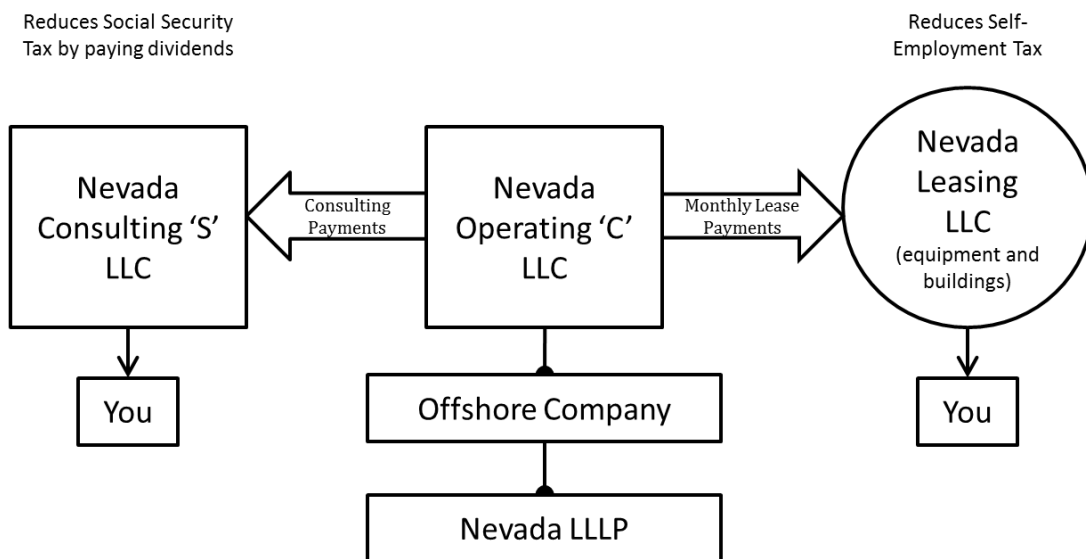 Reduces Social Security
Tax by paying dividends
Reduces Self-
Employment Tax
Nevada
Consulting ‘S’
LLC
Consulting
Payments
Nevada
Operating ‘C’
LLC
Monthly Lease
Payments
Nevada
Leasing
LLC
(equipment and
buildings)
You
Offshore Company
You
Nevada LLLP